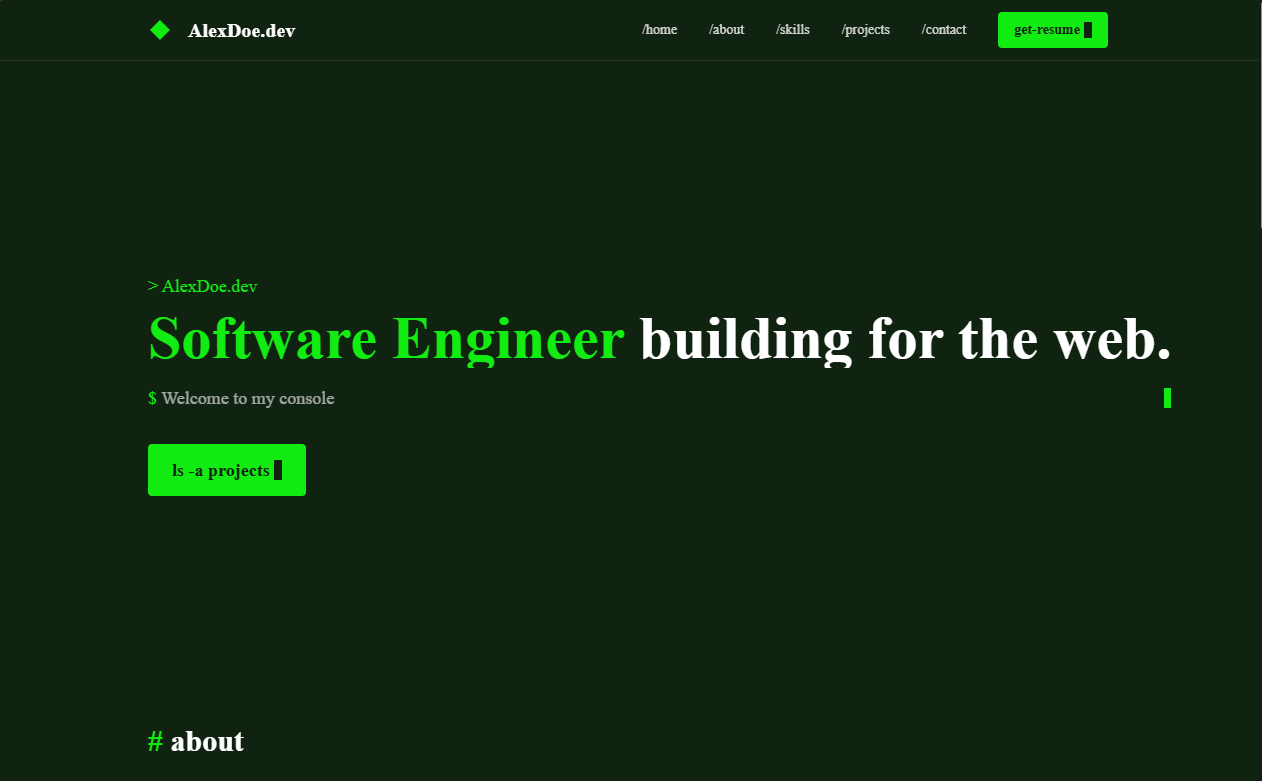 AlexDoe.dev /home /about /skills /projects /contact get-resume
> AlexDoe.dev
Software Engineer building for the web.
$ Welcome to my console
ls -a projects
# about